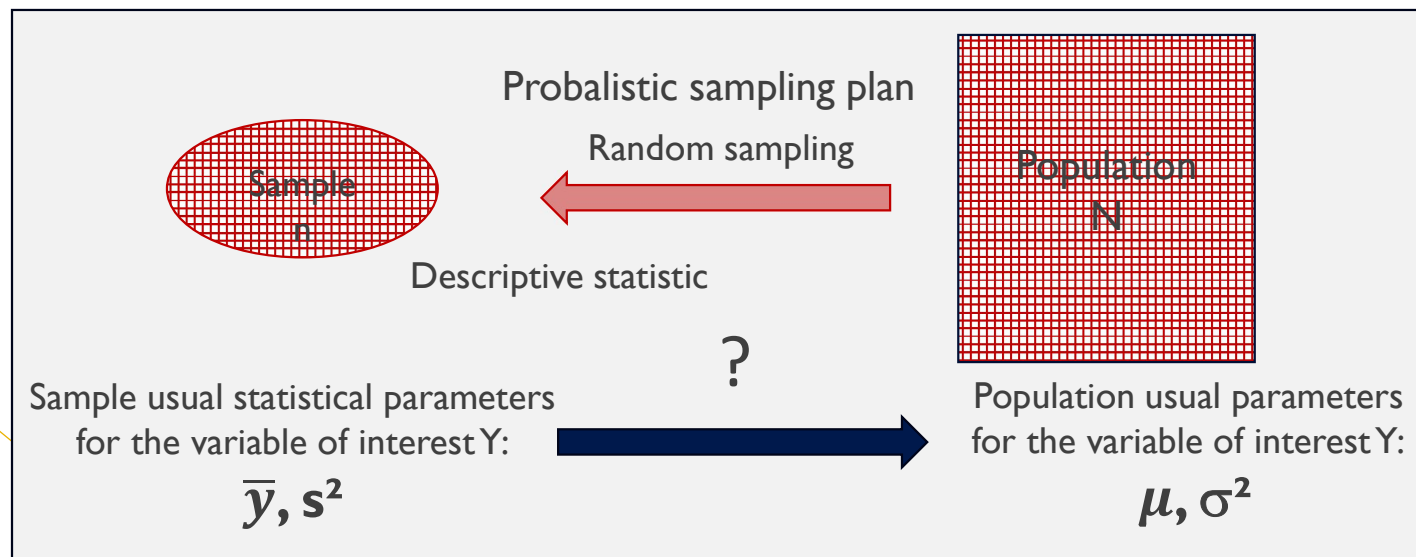 Probalistic sampling plan
Random sampling
Sample
n
Population
N
Descriptive statistic
?
Sample usual statistical parameters
for the variable of interest Y:
y̅, s²
Population usual parameters
for the variable of interest Y:
μ, σ²